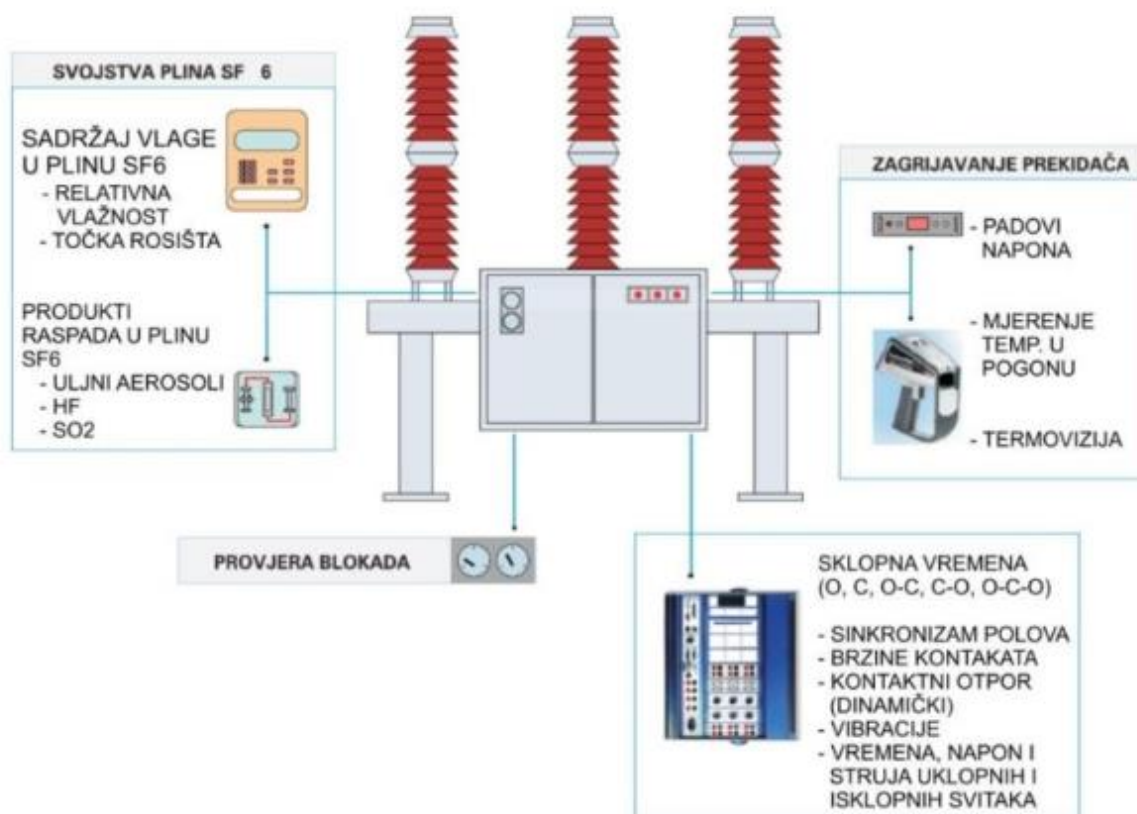 SVOJSTVA PLINA SF 6
SADRŽAJ VLAGE
U PLINU SF6
- RELATIVNA
VLAŽNOST
- TOČKA ROSIŠTA
PRODUKTI
RASPADA U PLINU
SF6
- ULJNI AEROSOLI
- HF
- SO2
ZAGRIJAVANJE PREKIDAČA
- PADOVI
NAPONA
- MJERENJE
TEMP. U
POGONU
- TERMOVIZIJA
PROVJERA BLOKADA
SKLOPNA VREMENA
(O, C, O-C, C-O, O-C-O)
- SINKRONIZAM POLOVA
- BRZINE KONTAKATA
- KONTAKTNI OTPOR
(DINAMIČKI)
- VIBRACIJE
- VREMENA, NAPON I
STRUJA UKLOPNIH I
ISKLOPNIH SVITAKA